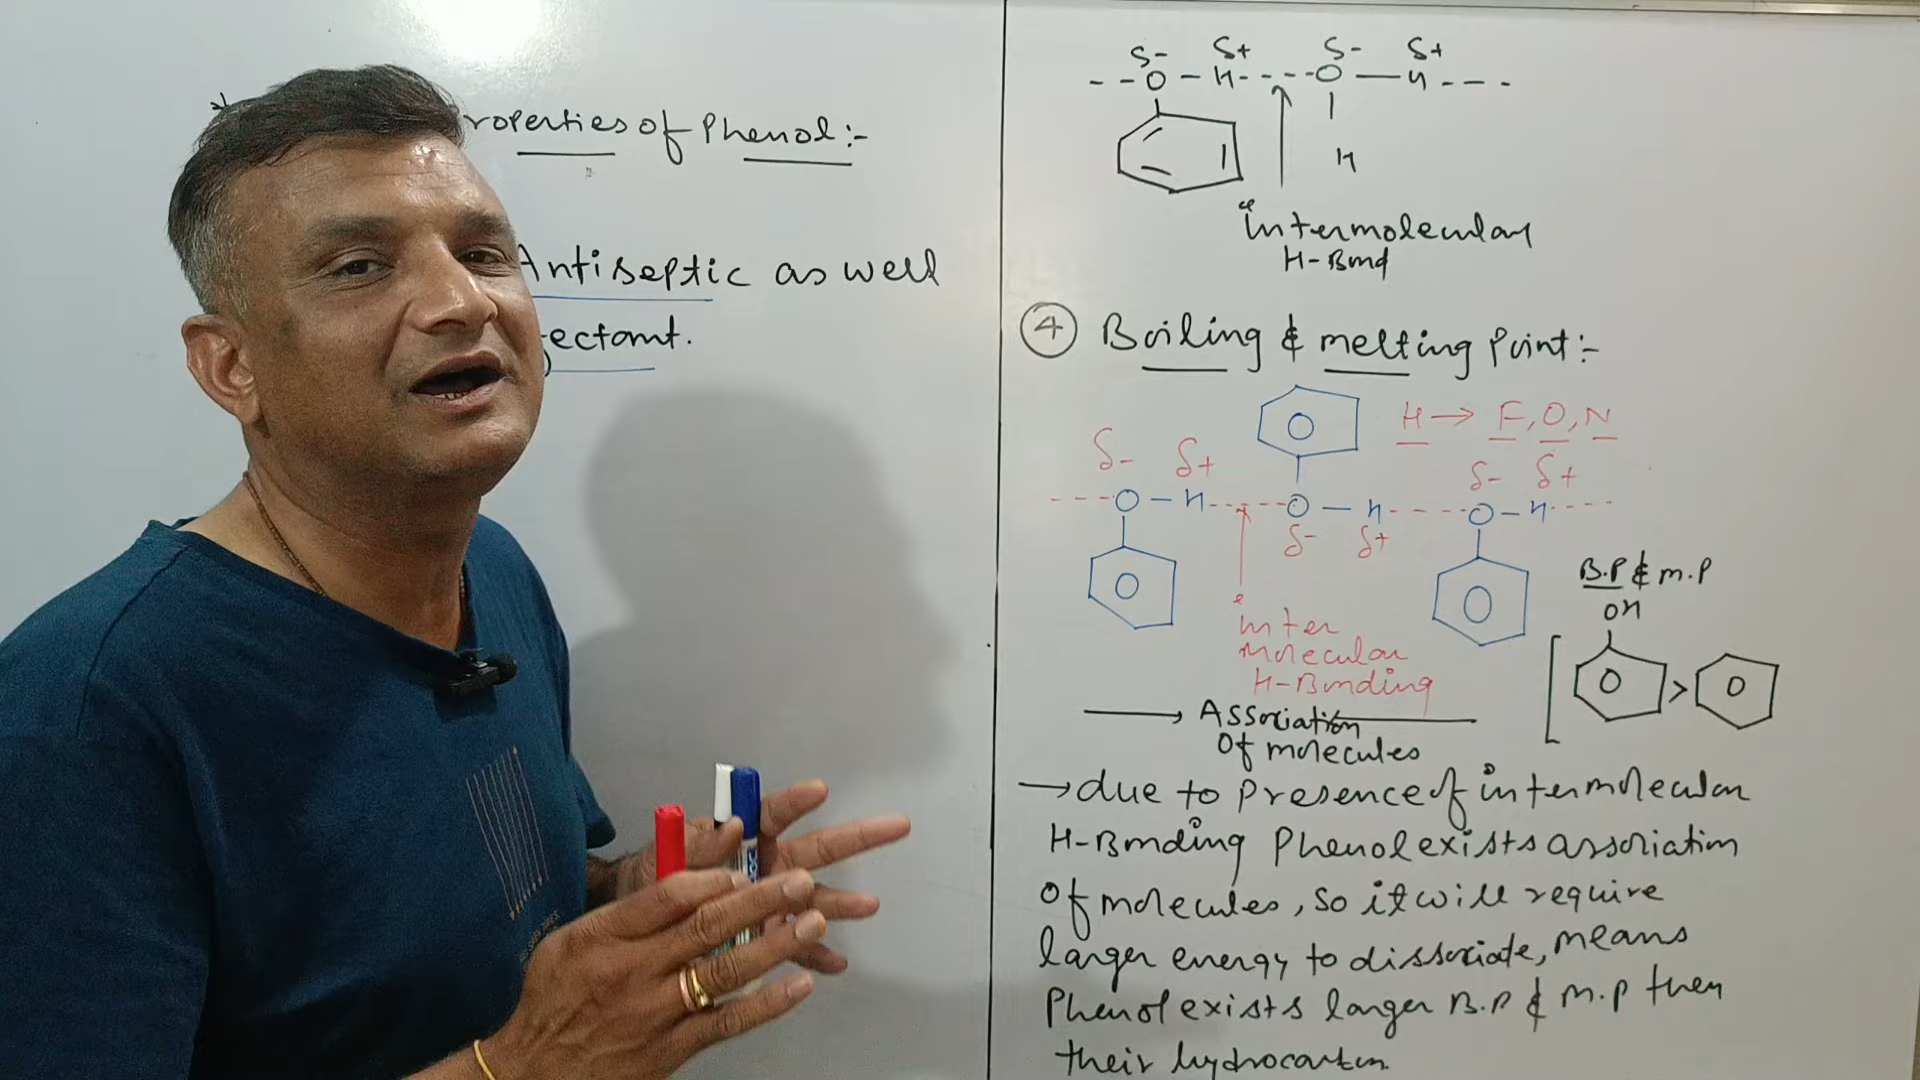 roperties of Phenol:-
Antiseptic as well
ectant.
δ- δ+ δ- δ+
--O-H----O-H---
H
"intermolecular
H-Bond
④ Boiling & melting Point:-
H→ F,O,N
δ- δ+ δ- δ+
---O-H-----O-H-----O-H----
δ- δ+
"inter
molecular
H-Bonding
B.P & M.P
OH
>
→ Association
of molecules
→ due to presence of intermolecular
H-Bonding Phenol exists association
of molecules, so it will require
larger energy to dissociate, means
Phenol exists larger B.P & M.P then
their hydrocarbon